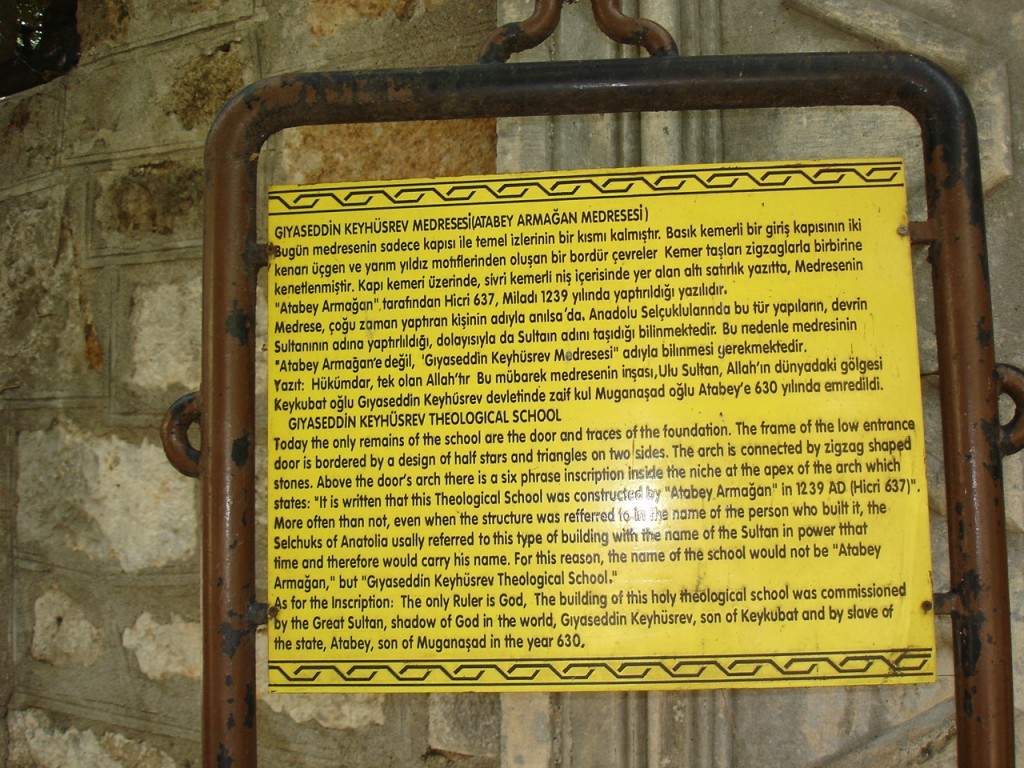 GIYASEDDİN KEYHÜSREV MEDRESESİ(ATABEY ARMAĞAN MEDRESESİ)
Bugün medresenin sadece kapısı ile temel izlerinin bir kısmı kalmıştır. Basık kemerli bir giriş kapısının iki
kenarı üçgen ve yarım yıldız motiflerinden oluşan bir bordür çevreler Kemer taşları zigzaglarla birbirine
kenetlenmiştir. Kapı kemeri üzerinde, sivri kemerli niş içerisinde yer alan altı satırlık yazıtta, Medresenin
"Atabey Armağan" tarafından Hicri 637, Miladi 1239 yılında yaptırıldığı yazılıdır.
Medrese, çoğu zaman yaptıran kişinin adıyla anılsa'da. Anadolu Selçuklularında bu tür yapıların, devrin
Sultanının adına yaptırlıldığı, dolayısıyla da Sultaın adını taşıdığı bilinmektedir. Bu nedenle medresinin
"Atabey Armağan'e değil, 'Gıyaseddin Keyhüsrev Medresesi" adıyla bilinmesi gerekmektedir.
Yazıt: Hükümdar, tek olan Allah'tır Bu mübarek medresenin inşası,Ulu Sultan, Allah'ın dünyadaki gölgesi
Keykubat oğlu Gıyaseddin Keyhüsrev devletinde zaif kul Muganaşad oğlu Atabey'e 630 yılında emredildi.
GIYASEDDİN KEYHÜSREV THEOLOGICAL SCHOOL
Today the only remains of the school are the door and traces of the foundation. The frame of the low entrance
door is bordered by a design of half stars and triangles on two sides. The arch is connected by zigzag shaped
stones. Above the door's arch there is a six phrase inscription inside the niche at the apex of the arch which
states: "It is written that this Theological School was constructed by "Atabey Armağan" in 1239 AD (Hicri 637)".
More often than not, even when the structure was refferred to in the name of the person who built it, the
Selchuks of Anatolia usally referred to this type of building with the name of the Sultan in power tthat
time and therefore would carry his name. For this reason, the name of the school would not be "Atabey
Armağan," but "Gıyaseddin Keyhüsrev Theological School."
As for the Inscription: The only Ruler is God, The building of this holy theological school was commissioned
by the Great Sultan, shadow of God in the world, Gıyaseddin Keyhüsrev, son of Keykubat and by slave of
the state, Atabey, son of Muganaşad in the year 630.